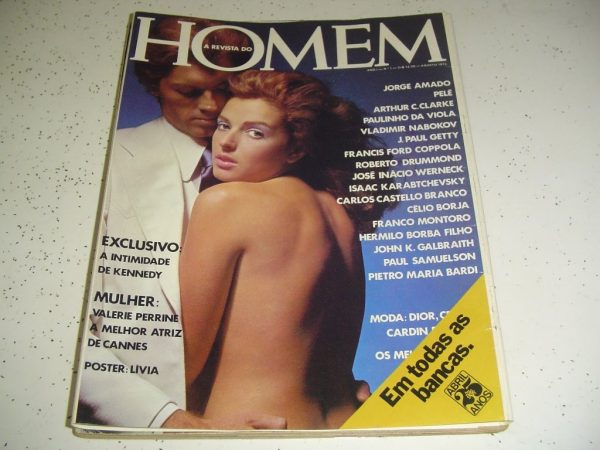 A REVISTA DO
HOMEM
JORGE AMADO
PELÉ
ARTHUR C. CLARKE
PAULINHO DA VIOLA
VLADIMIR NABOKOV
J. PAUL GETTY
FRANCIS FORD COPPOLA
ROBERTO DRUMMOND
JOSÉ INÁCIO WERNECK
ISAAC KARABTCHEVSKY
CARLOS CASTELLO BRANCO
CÉLIO BORJA
FRANCO MONTORO
HERMILO BORBA FILHO
JOHN K. GALBRAITH
PAUL SAMUELSON
PIETRO MARIA BARDI
MODA: DIOR,
CARDIN
OS
EXCLUSIVO:
A INTIMIDADE
DE KENNEDY
MULHER:
VALERIE PERRINE
A MELHOR ATRIZ
DE CANNES
POSTER: LÍVIA
Em todas as
bancas.
ABRIL
25
ANOS